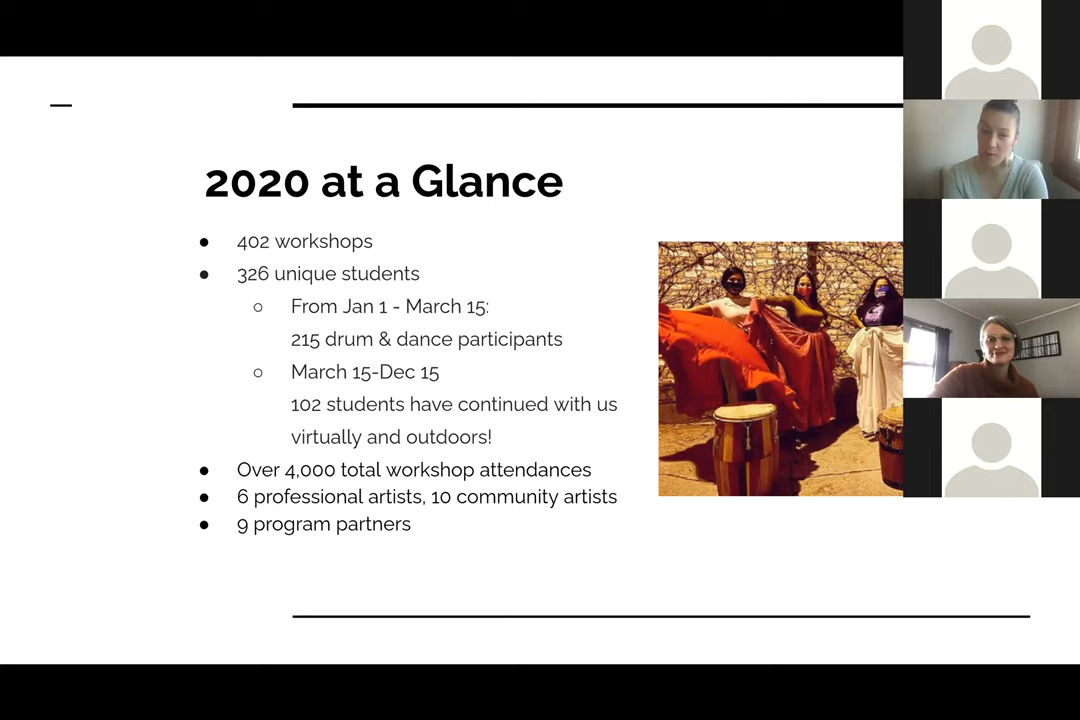 2020 at a Glance
● 402 workshops
● 326 unique students
○ From Jan 1 - March 15:
215 drum & dance participants
○ March 15-Dec 15
102 students have continued with us
virtually and outdoors!
● Over 4,000 total workshop attendances
● 6 professional artists, 10 community artists
● 9 program partners